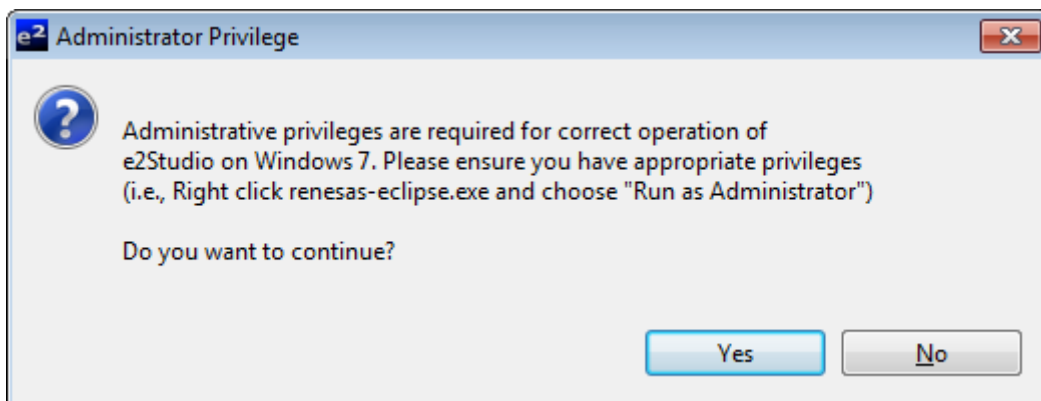 e² Administrator Privilege
?
Administrative privileges are required for correct operation of
e2Studio on Windows 7. Please ensure you have appropriate privileges
(i.e., Right click renesas-eclipse.exe and choose "Run as Administrator")
Do you want to continue?
Yes No